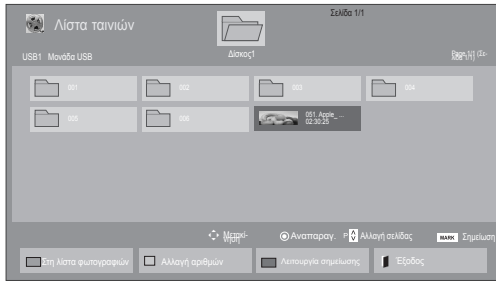 Λίστα ταινιών
Σελίδα 1/1
USB1 Μονάδα USB
Δίσκος1
001
002
003
004
005
006
051. Apple_ ...
02:30:25
Αναπαραγ.
P
Αλλαγή σελίδος
MARK Σημείωση
Στη λίστα φωτογραφιών
Αλλαγή αριθμών
Λειτουργία σημείωσης
Έξοδος